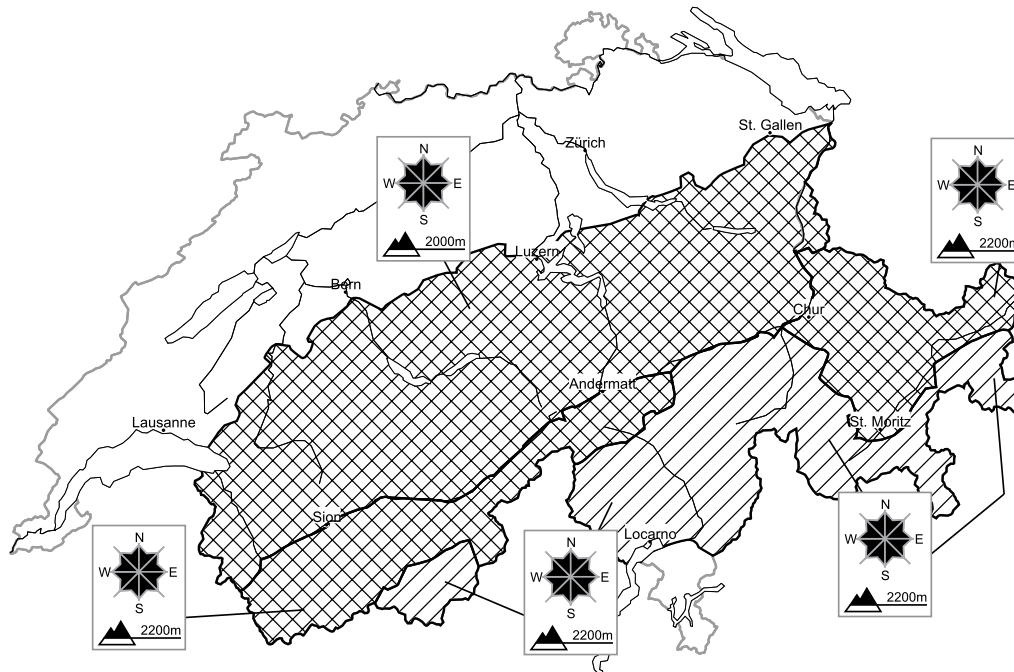 St. Gallen
Zürich
N
W E
S
2000m
N
W E
S
2200m
Luzern
Bern
Chur
Andermatt
Lausanne
St. Moritz
Sion
Locarno
N
W E
S
2200m
N
W E
S
2200m
N
W E
S
2200m